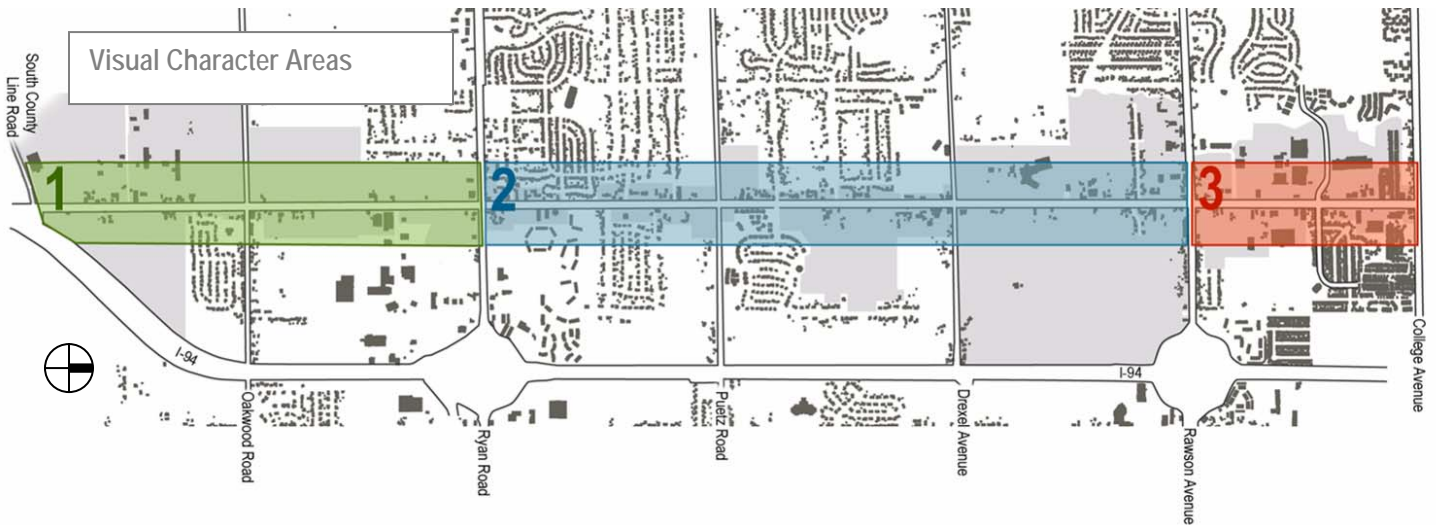 Visual Character Areas
South County
Line Road
1
2
3
I-94
I-94
Oakwood Road
Ryan Road
Puetz Road
Drexel Avenue
Rawson Avenue
College Avenue